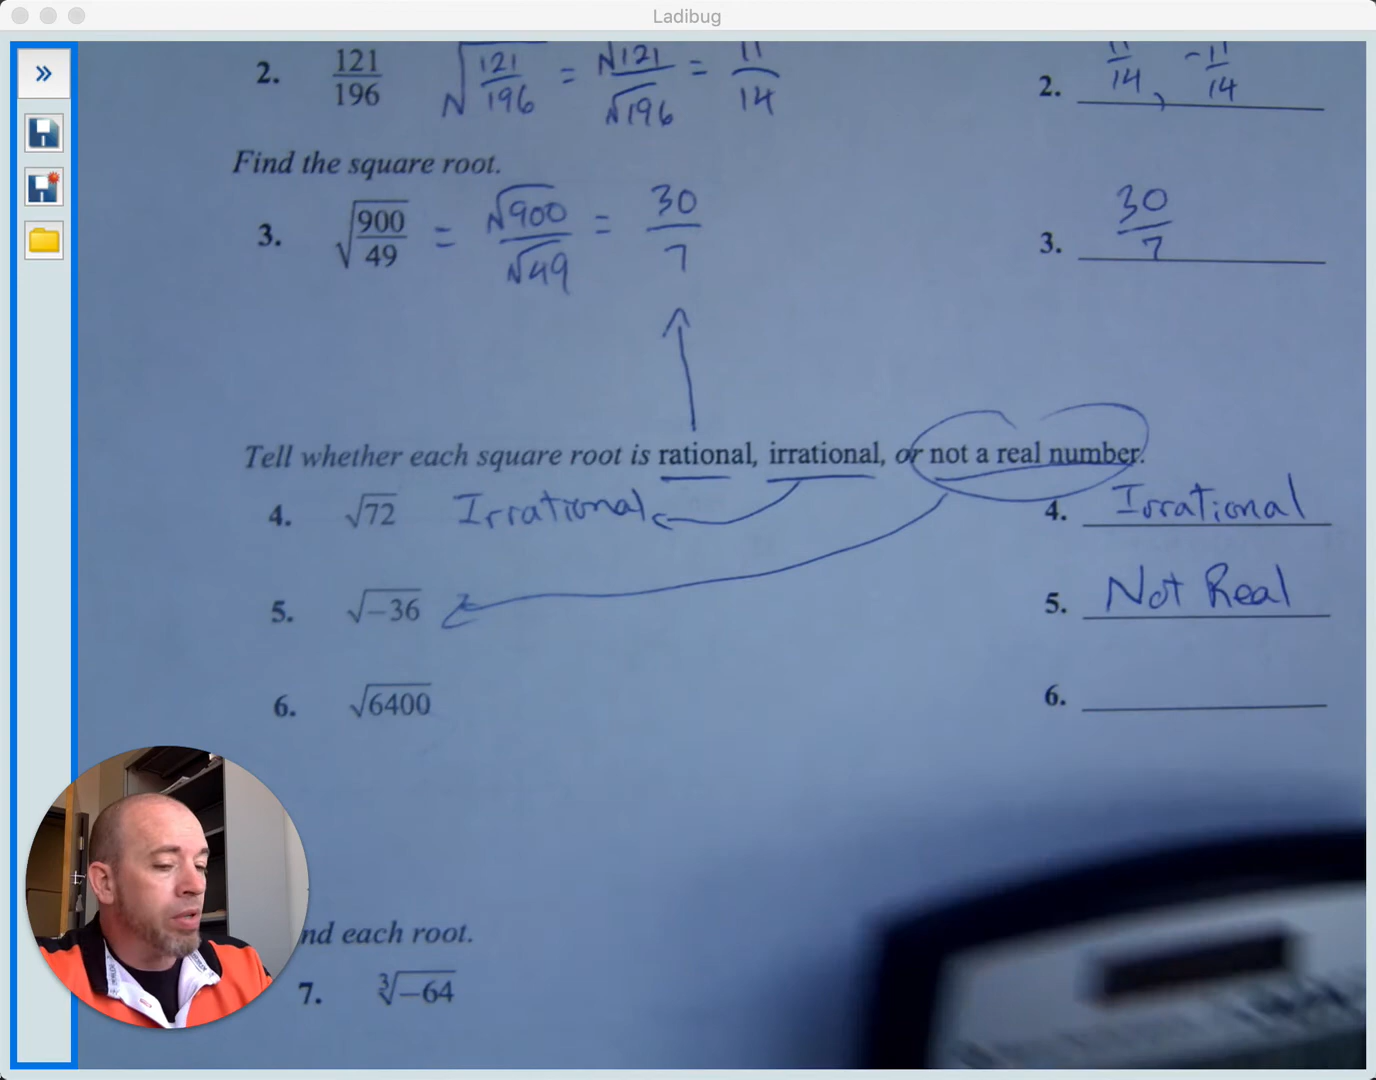 Ladibug
2. 121/196 √(121/196) = √121/√196 = 11/14 2. 11/14, -11/14
Find the square root.
3. √(900/49) = √900/√49 = 30/7 3. 30/7
Tell whether each square root is rational, irrational, or not a real number.
4. √72 Irrational 4. Irrational
5. √-36 5. Not Real
6. √6400 6.
nd each root.
7. ∛-64